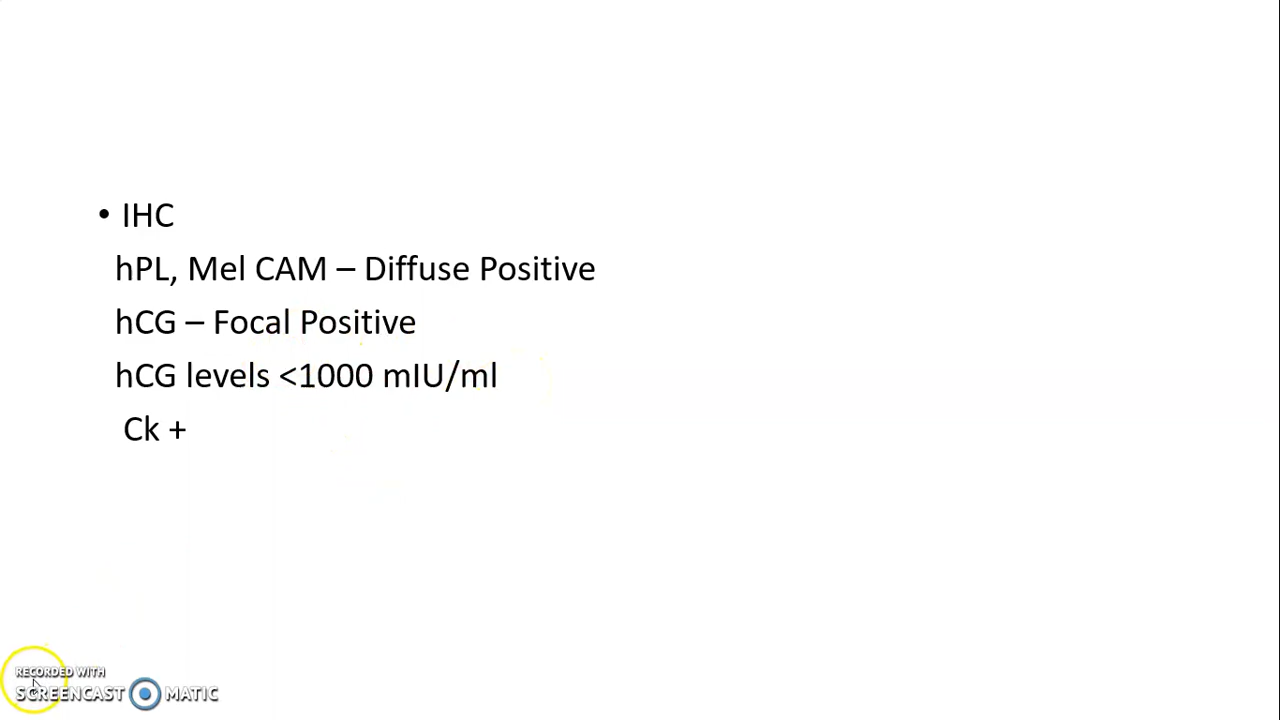 • IHC
hPL, Mel CAM – Diffuse Positive
hCG – Focal Positive
hCG levels <1000 mIU/ml
Ck +
RECORDED WITH
SCREENCAST MATIC